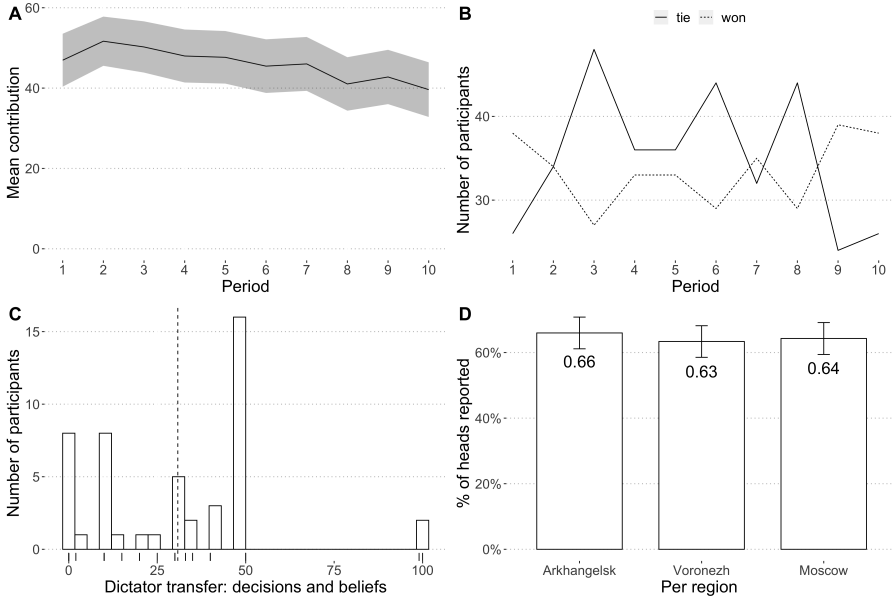 A
Mean contribution
60
40
20
0
1 2 3 4 5 6 7 8 9 10
Period
B
tie won
Number of participants
40
30
1 2 3 4 5 6 7 8 9 10
Period
C
Number of participants
15
10
5
0
0 25 50 75 100
Dictator transfer: decisions and beliefs
D
% of heads reported
60%
40%
20%
0%
0.66 0.63 0.64
Arkhangelsk Voronezh Moscow
Per region